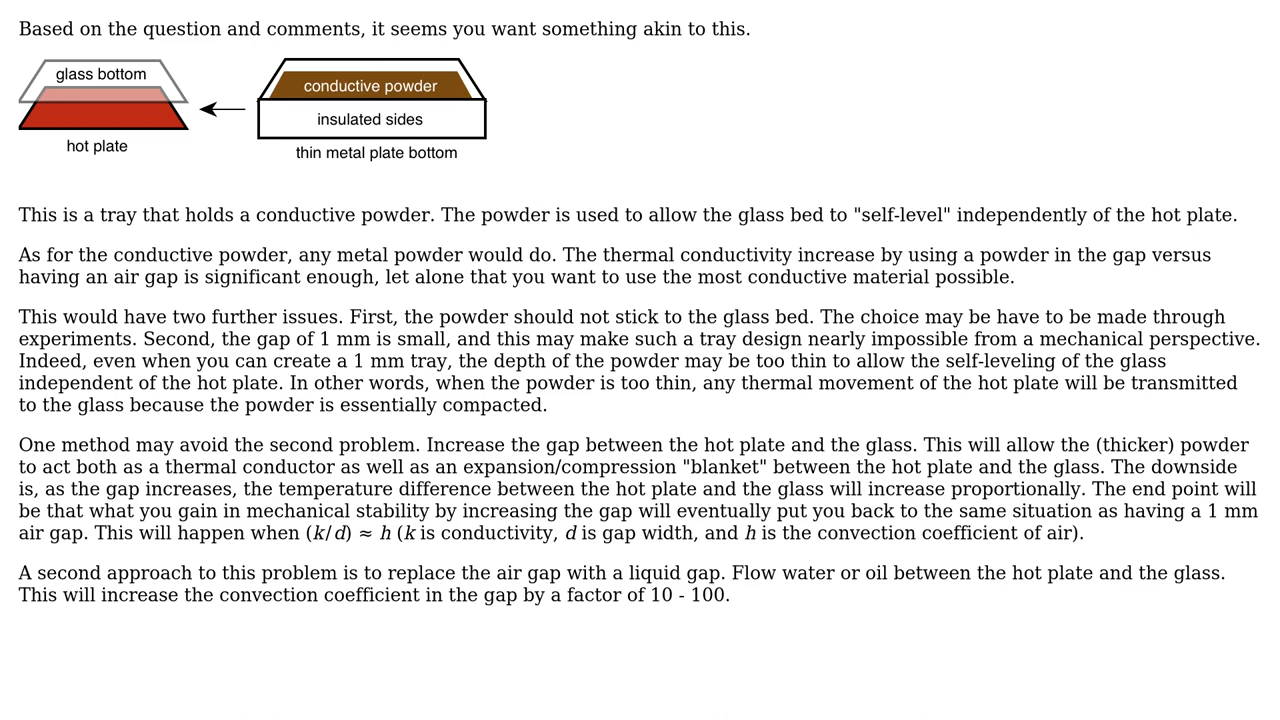 Based on the question and comments, it seems you want something akin to this.
glass bottom
hot plate
conductive powder
insulated sides
thin metal plate bottom
This is a tray that holds a conductive powder. The powder is used to allow the glass bed to "self-level" independently of the hot plate.
As for the conductive powder, any metal powder would do. The thermal conductivity increase by using a powder in the gap versus
having an air gap is significant enough, let alone that you want to use the most conductive material possible.
This would have two further issues. First, the powder should not stick to the glass bed. The choice may be have to be made through
experiments. Second, the gap of 1 mm is small, and this may make such a tray design nearly impossible from a mechanical perspective.
Indeed, even when you can create a 1 mm tray, the depth of the powder may be too thin to allow the self-leveling of the glass
independent of the hot plate. In other words, when the powder is too thin, any thermal movement of the hot plate will be transmitted
to the glass because the powder is essentially compacted.
One method may avoid the second problem. Increase the gap between the hot plate and the glass. This will allow the (thicker) powder
to act both as a thermal conductor as well as an expansion/compression "blanket" between the hot plate and the glass. The downside
is, as the gap increases, the temperature difference between the hot plate and the glass will increase proportionally. The end point will
be that what you gain in mechanical stability by increasing the gap will eventually put you back to the same situation as having a 1 mm
air gap. This will happen when (k/d) ≈ h (k is conductivity, d is gap width, and h is the convection coefficient of air).
A second approach to this problem is to replace the air gap with a liquid gap. Flow water or oil between the hot plate and the glass.
This will increase the convection coefficient in the gap by a factor of 10 - 100.